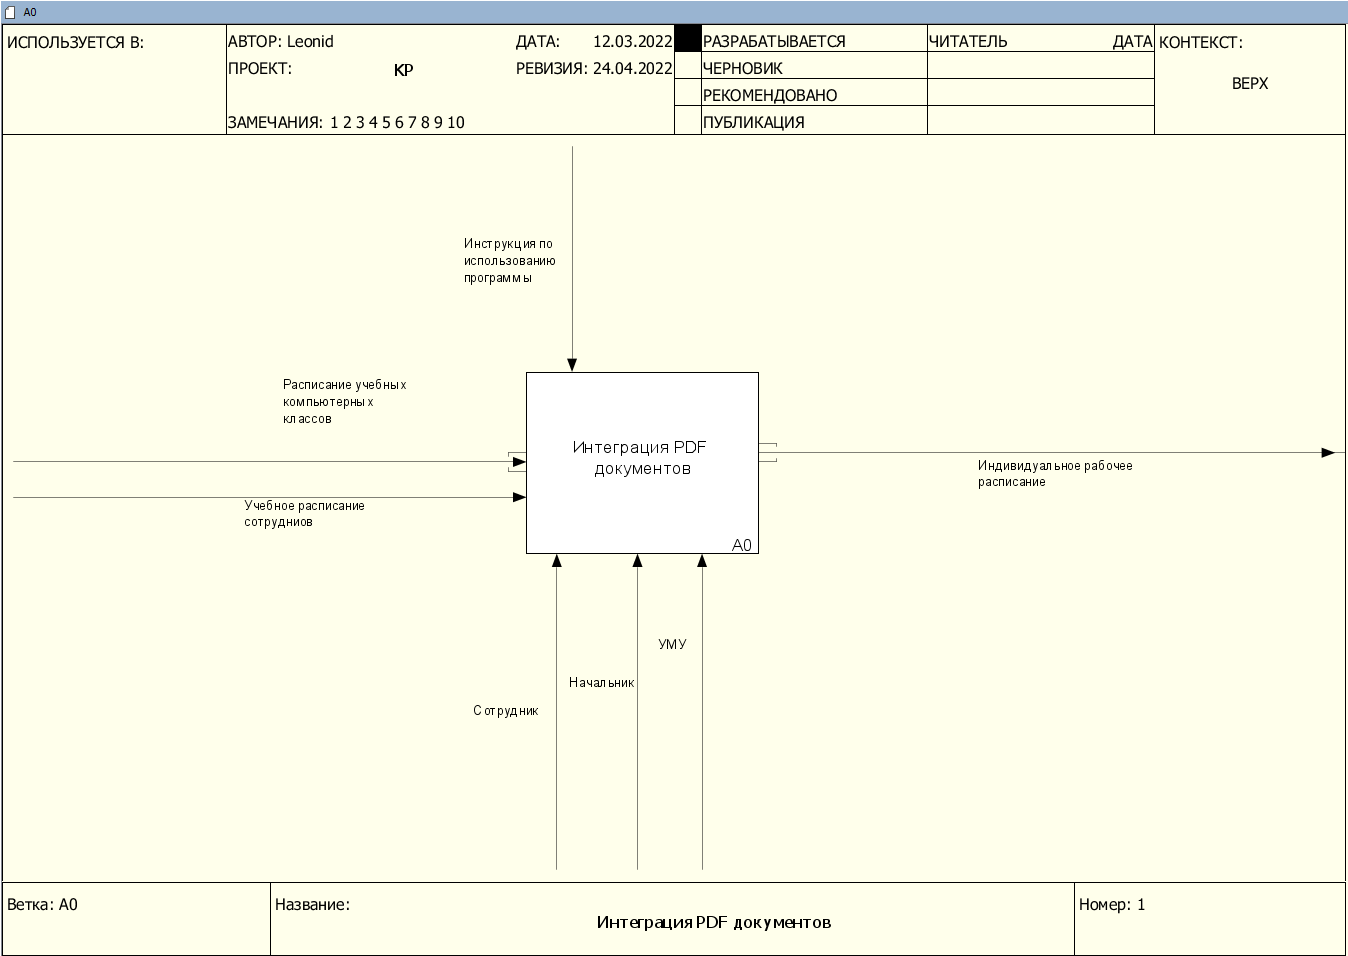 A0
ИСПОЛЬЗУЕТСЯ В:
АВТОР: Leonid
ДАТА: 12.03.2022
РАЗРАБАТЫВАЕТСЯ
ЧИТАТЕЛЬ ДАТА
КОНТЕКСТ:
ПРОЕКТ: КР
РЕВИЗИЯ: 24.04.2022
ЧЕРНОВИК
ВЕРХ
РЕКОМЕНДОВАНО
ЗАМЕЧАНИЯ: 1 2 3 4 5 6 7 8 9 10
ПУБЛИКАЦИЯ
Инструкция по
использованию
программы
Расписание учебных
компьютерных
классов
Интеграция PDF
документов
A0
Индивидуальное рабочее
расписание
Учебное расписание
сотрудниов
УМУ
Начальник
Сотрудник
Ветка: A0
Название:
Интеграция PDF документов
Номер: 1